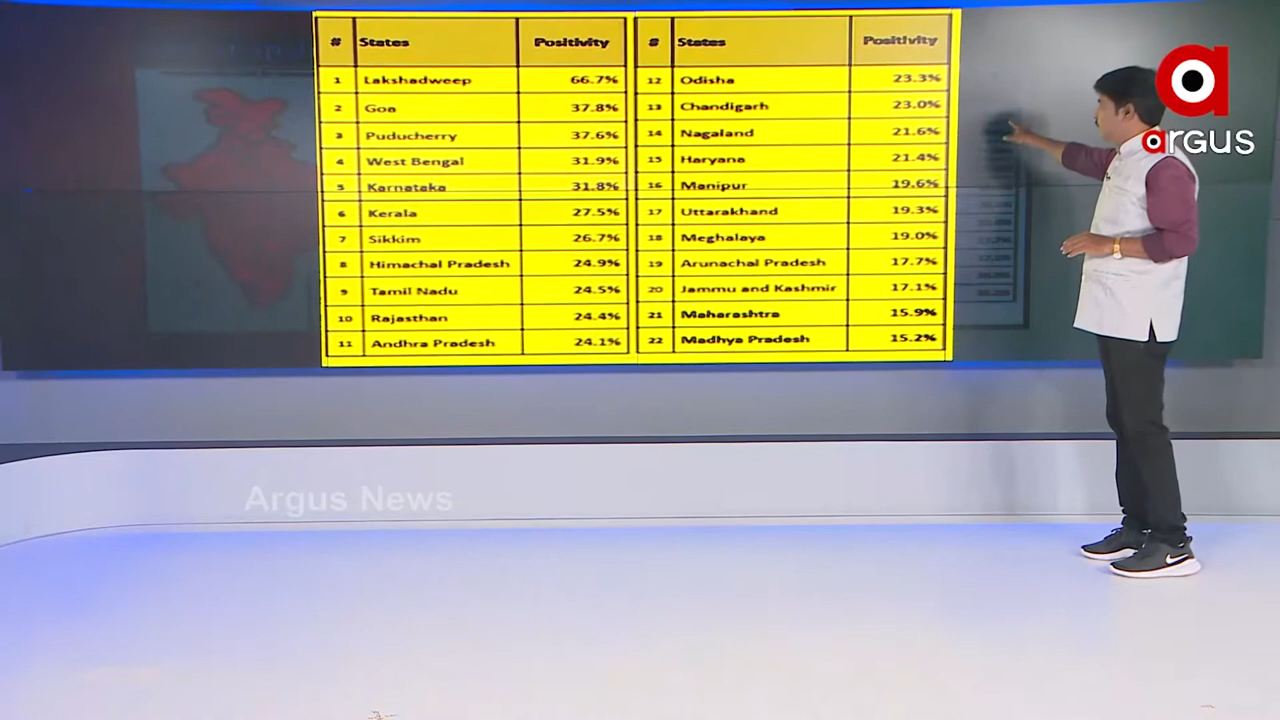 # States Positivity
1 Lakshadweep 66.7%
2 Goa 37.8%
3 Puducherry 37.6%
4 West Bengal 31.9%
5 Karnataka 31.8%
6 Kerala 27.5%
7 Sikkim 26.7%
8 Himachal Pradesh 24.9%
9 Tamil Nadu 24.5%
10 Rajasthan 24.4%
11 Andhra Pradesh 24.1%
# States Positivity
12 Odisha 23.3%
13 Chandigarh 23.0%
14 Nagaland 21.6%
15 Haryana 21.4%
16 Manipur 19.6%
17 Uttarakhand 19.3%
18 Meghalaya 19.0%
19 Arunachal Pradesh 17.7%
20 Jammu and Kashmir 17.1%
21 Maharashtra 15.9%
22 Madhya Pradesh 15.2%
a
argus
Argus News